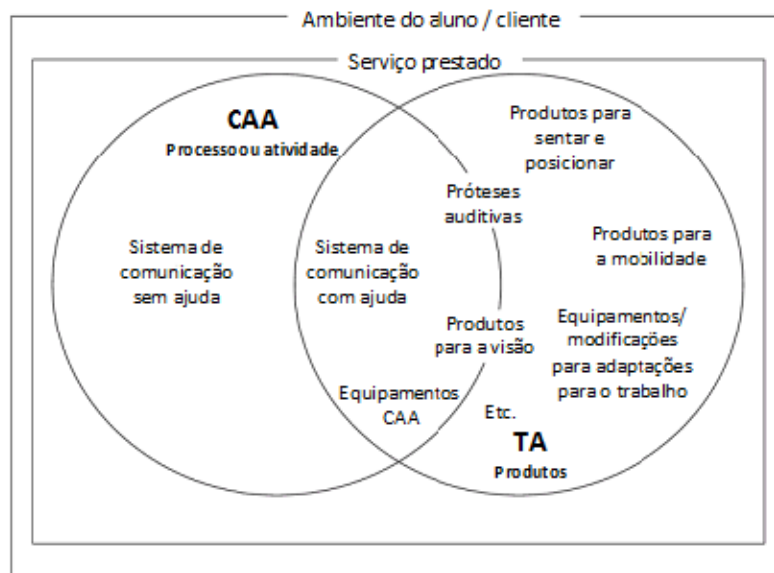 Ambiente do aluno / cliente
Serviço prestado
CAA
Processo ou atividade
Sistema de
comunicação
sem ajuda
Sistema de
comunicação
com ajuda
Equipamentos
CAA
Próteses
auditivas
Produtos
para a visão
Produtos para
sentar e
posicionar
Produtos para
a mobilidade
Equipamentos/
modificações
para adaptações
para o trabalho
Etc.
TA
Produtos